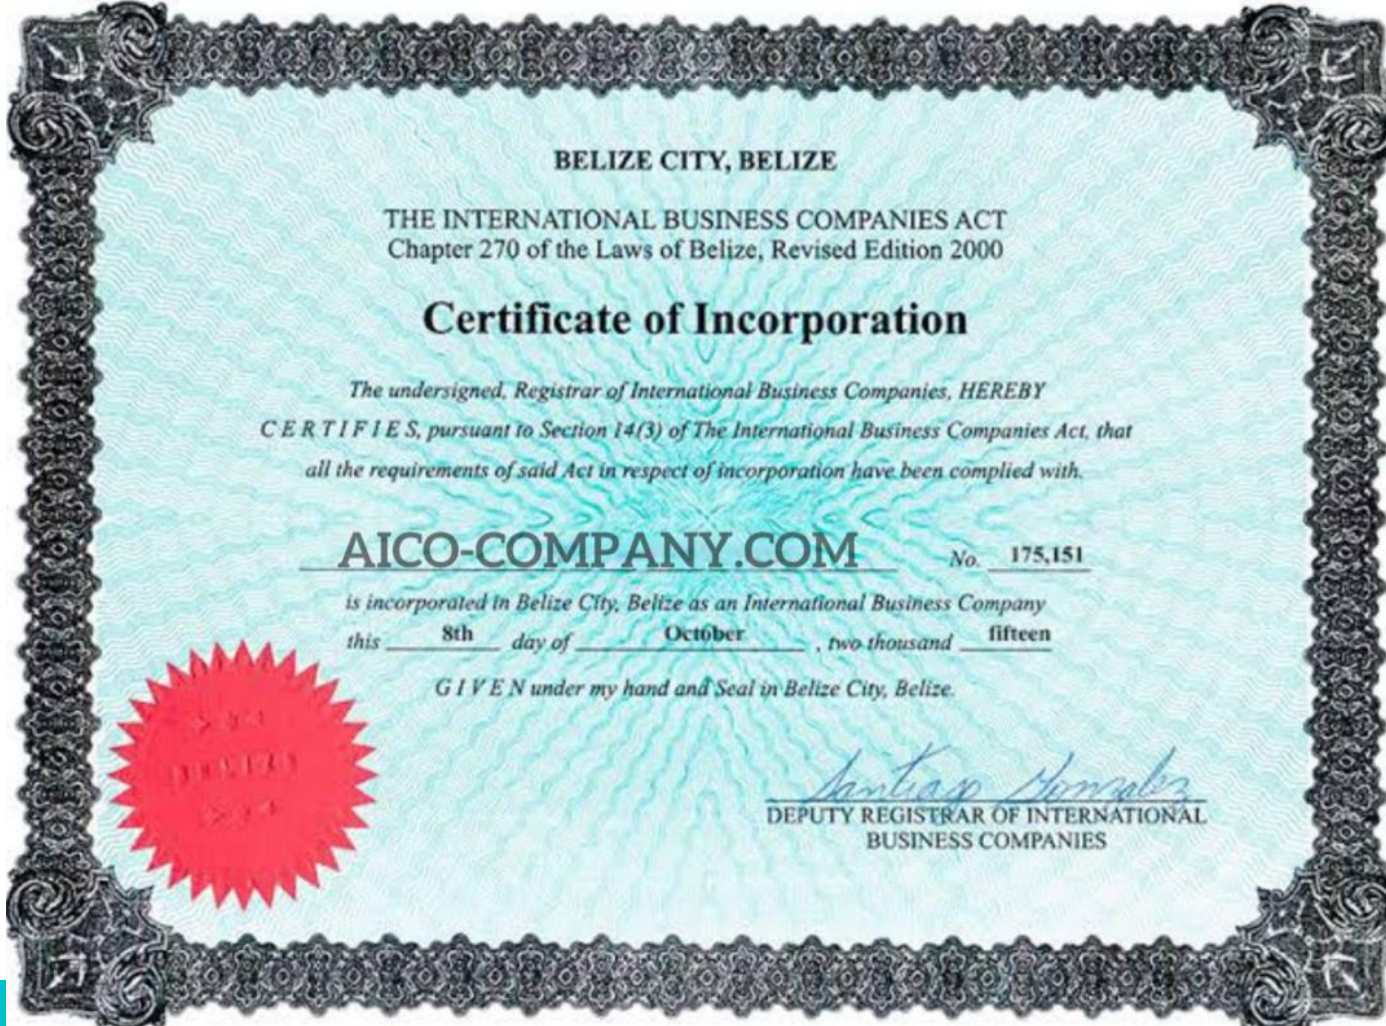 BELIZE CITY, BELIZE
THE INTERNATIONAL BUSINESS COMPANIES ACT
Chapter 270 of the Laws of Belize, Revised Edition 2000
Certificate of Incorporation
The undersigned, Registrar of International Business Companies, HEREBY
C E R T I F I E S, pursuant to Section 14(3) of The International Business Companies Act, that
all the requirements of said Act in respect of incorporation have been complied with.
AICO-COMPANY.COM No. 175,151
is incorporated in Belize City, Belize as an International Business Company
this 8th day of October , two thousand fifteen
G I V E N under my hand and Seal in Belize City, Belize.
BELIZE
Santiago Gonzalez
DEPUTY REGISTRAR OF INTERNATIONAL
BUSINESS COMPANIES